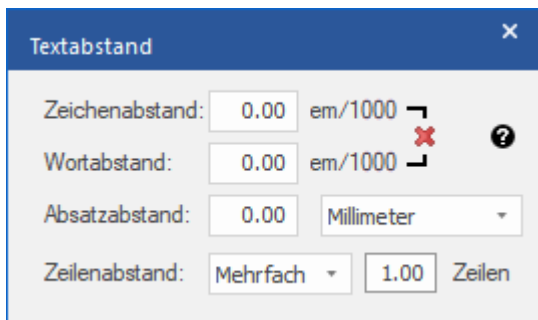 Textabstand
Zeichenabstand: 0.00 em/1000
Wortabstand: 0.00 em/1000
Absatzabstand: 0.00 Millimeter
Zeilenabstand: Mehrfach 1.00 Zeilen